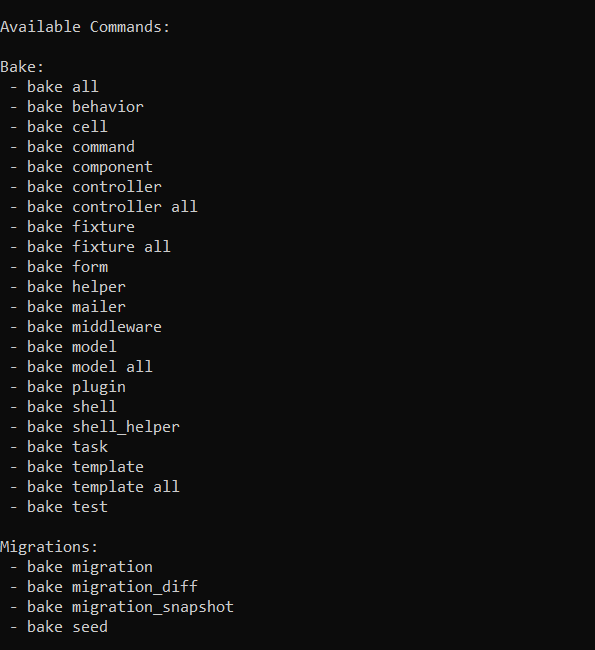 Available Commands:
Bake:
- bake all
- bake behavior
- bake cell
- bake command
- bake component
- bake controller
- bake controller all
- bake fixture
- bake fixture all
- bake form
- bake helper
- bake mailer
- bake middleware
- bake model
- bake model all
- bake plugin
- bake shell
- bake shell_helper
- bake task
- bake template
- bake template all
- bake test
Migrations:
- bake migration
- bake migration_diff
- bake migration_snapshot
- bake seed